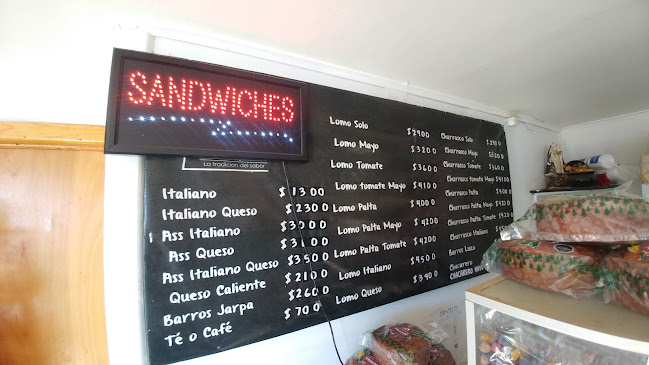 SANDWICHES
La tradicion del sabor
Italiano $1300
Italiano Queso $2300
Ass Italiano $3000
Ass Queso $3100
Ass Italiano Queso $3500
Queso Caliente $2100
Barros Jarpa $2600
Té o Café $700
Lomo Solo $2900
Lomo Mayo $3200
Lomo Tomate $3600
Lomo tomate Mayo $4100
Lomo Palta $4000
Lomo Palta Mayo $4200
Lomo Palta Tomate $4200
Lomo Italiano $4500
Lomo Queso $3900
Churrasco Solo
Churrasco Mayo
Churrasco Tomate
Churrasco tomate Mayo
Churrasco Palta
Churrasco Palta Mayo
Churrasco Palta Tomate
Churrasco Italiano
Barros Luco
Chacarero
CHACARERO